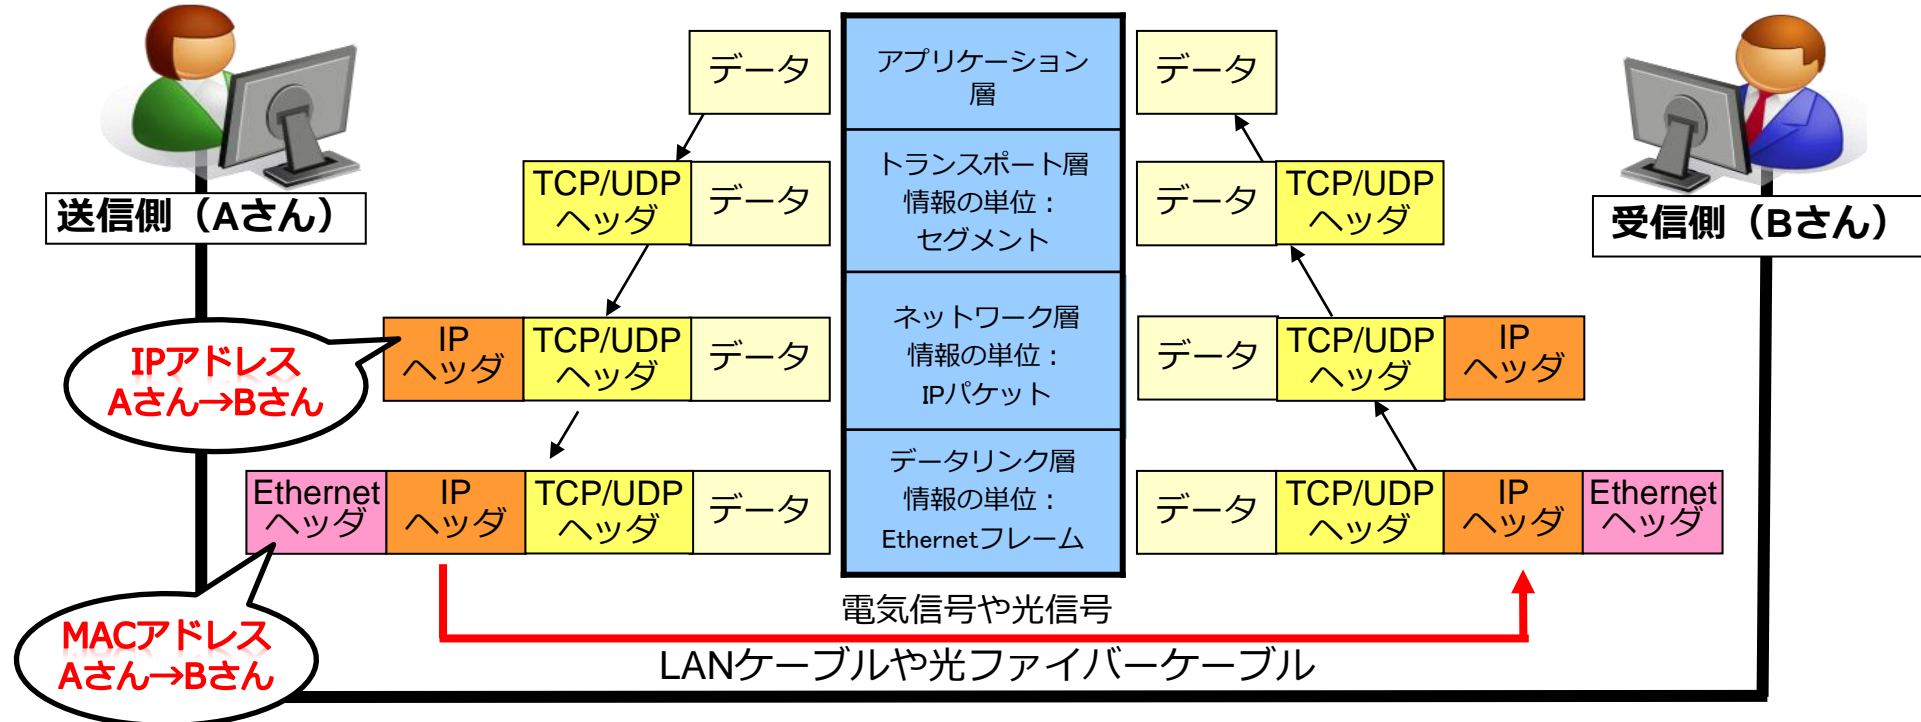 データ
アプリケーション
層
データ
送信側（Aさん）
TCP/UDP
ヘッダ
データ
トランスポート層
情報の単位：
セグメント
データ
TCP/UDP
ヘッダ
受信側（Bさん）
IPアドレス
Aさん→Bさん
IP
ヘッダ
TCP/UDP
ヘッダ
データ
ネットワーク層
情報の単位：
IPパケット
データ
TCP/UDP
ヘッダ
IP
ヘッダ
Ethernet
ヘッダ
IP
ヘッダ
TCP/UDP
ヘッダ
データ
データリンク層
情報の単位：
Ethernetフレーム
データ
TCP/UDP
ヘッダ
IP
ヘッダ
Ethernet
ヘッダ
MACアドレス
Aさん→Bさん
電気信号や光信号
LANケーブルや光ファイバーケーブル